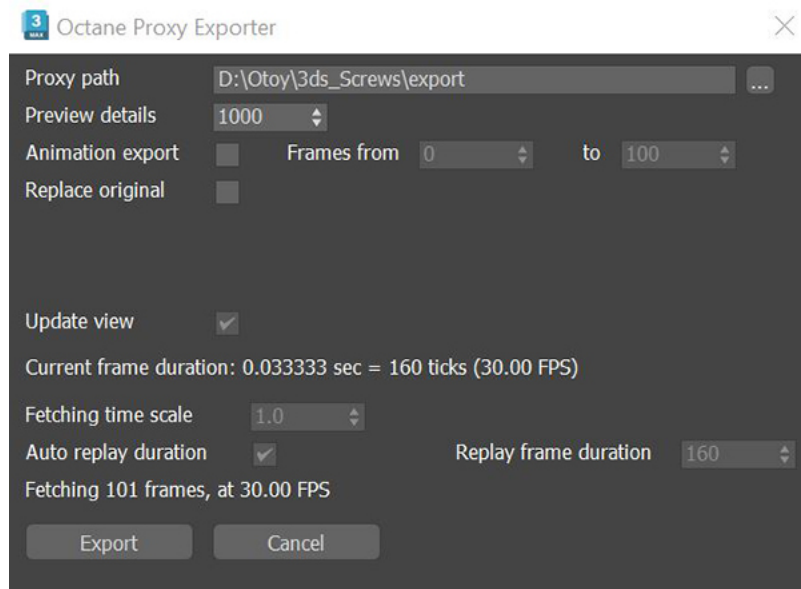 3
MAX
Octane Proxy Exporter
Proxy path D:\Otoy\3ds_Screws\export ...
Preview details 1000
Animation export Frames from 0 to 100
Replace original
Update view
Current frame duration: 0.033333 sec = 160 ticks (30.00 FPS)
Fetching time scale 1.0
Auto replay duration Replay frame duration 160
Fetching 101 frames, at 30.00 FPS
Export Cancel